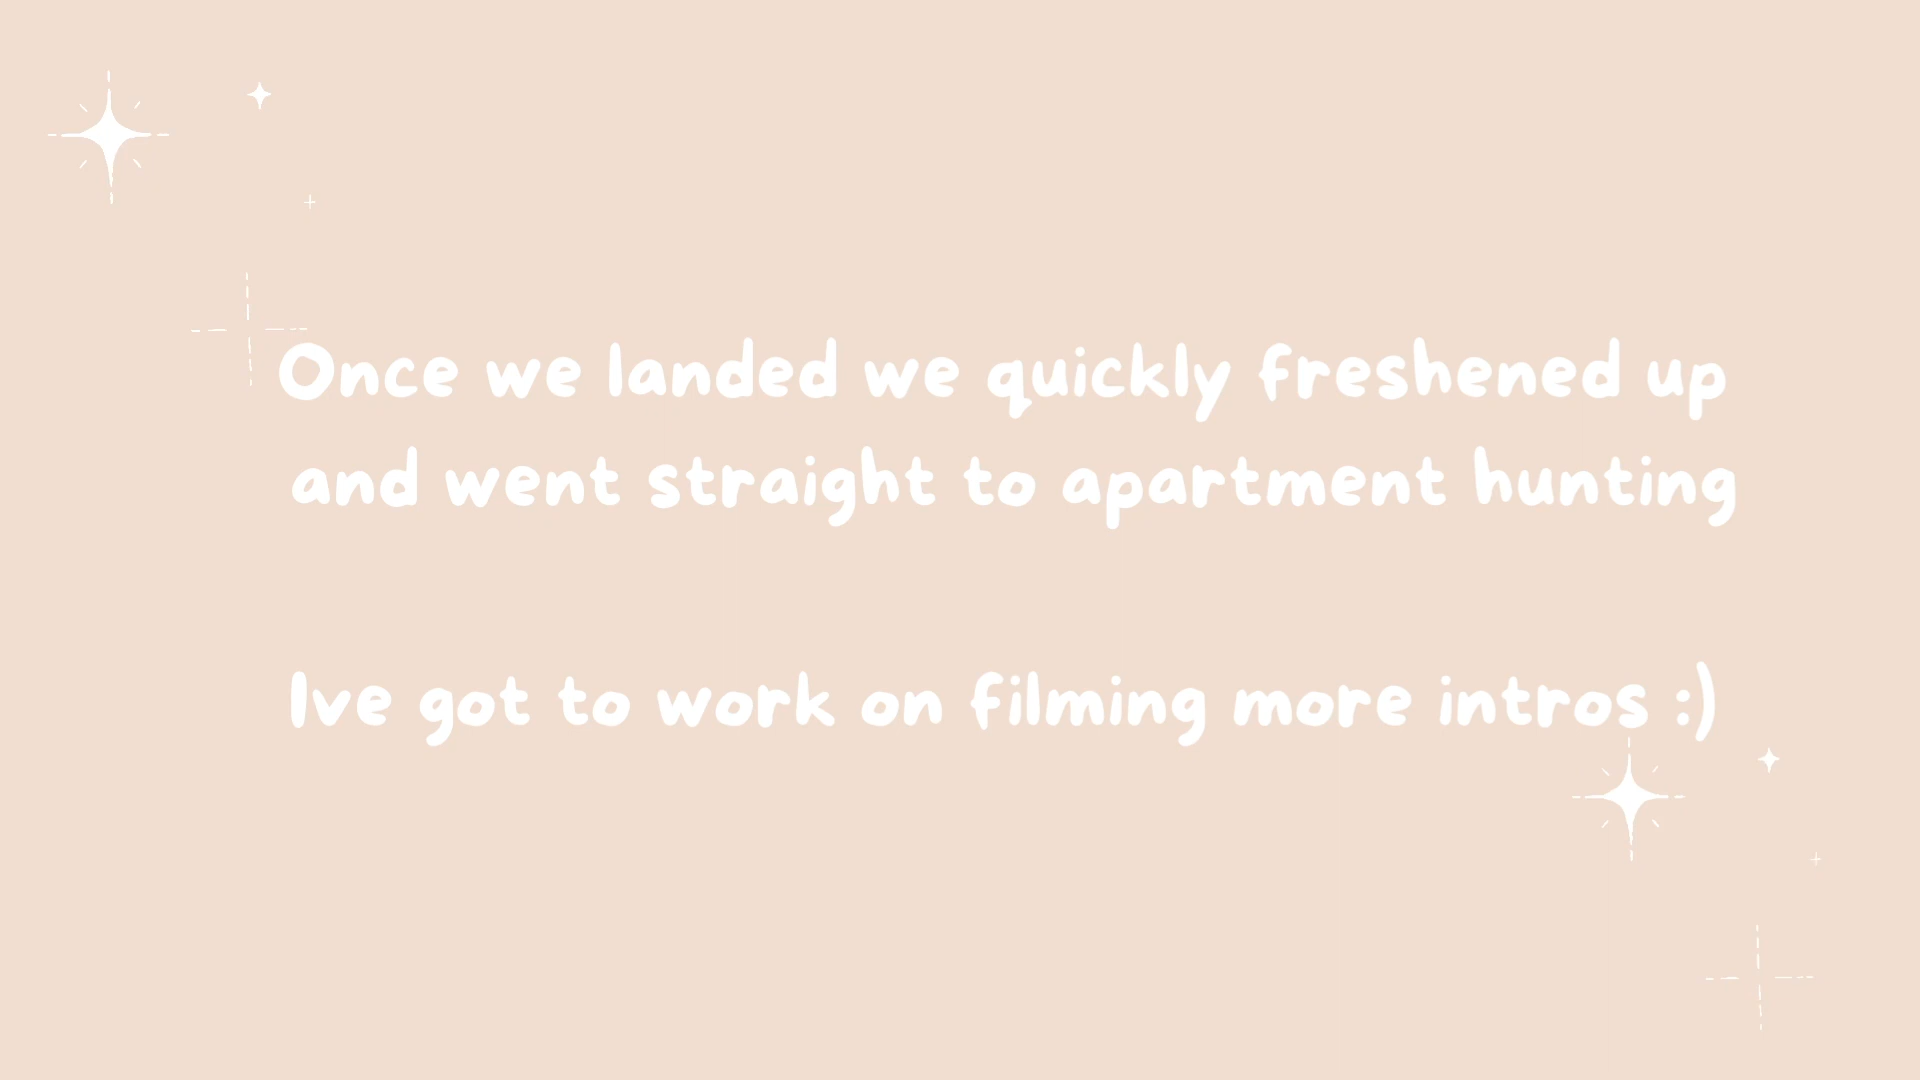 Once we landed we quickly freshened up
and went straight to apartment hunting
Ive got to work on filming more intros :)